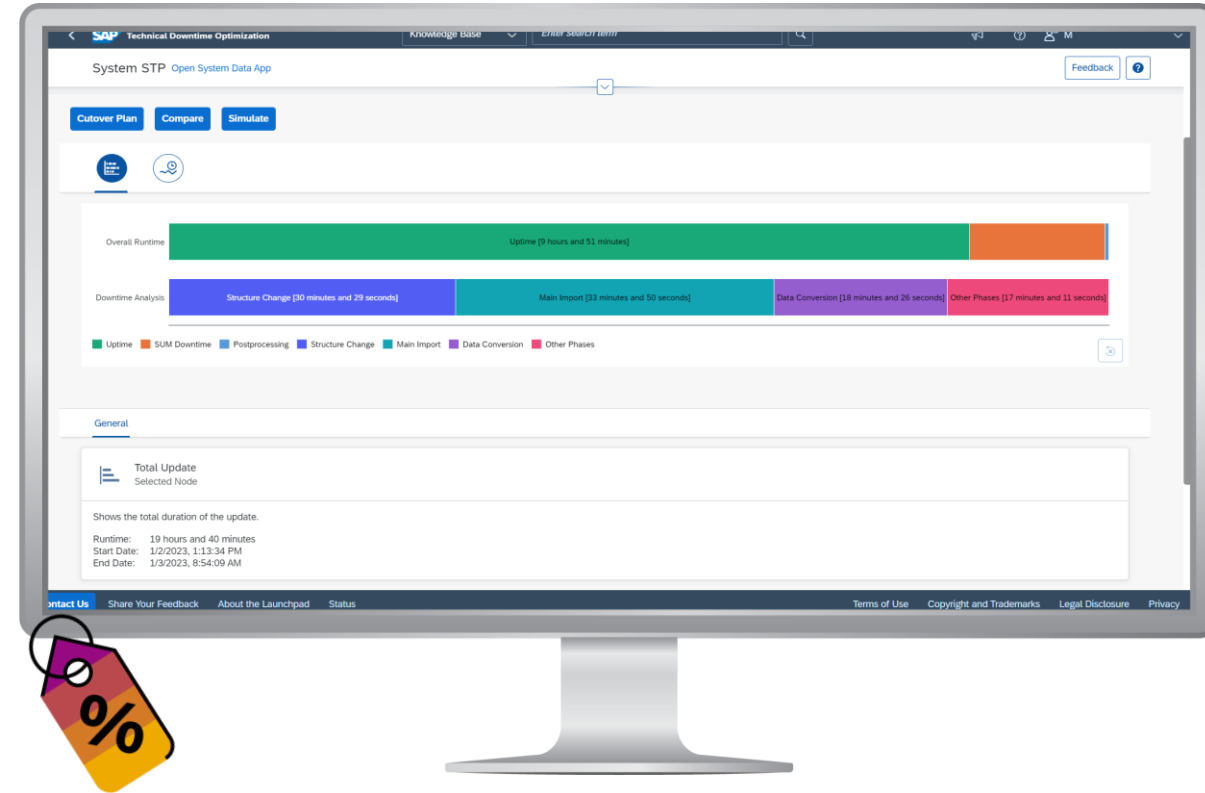 SAP Technical Downtime Optimization Knowledge Base Enter search term M
System STP Open System Data App Feedback ?
Cutover Plan Compare Simulate
Overall Runtime Uptime [9 hours and 51 minutes]
Downtime Analysis Structure Change [30 minutes and 29 seconds] Main Import [33 minutes and 50 seconds] Data Conversion [18 minutes and 26 seconds] Other Phases [17 minutes and 11 seconds]
Uptime SUM Downtime Postprocessing Structure Change Main Import Data Conversion Other Phases
General
Total Update
Selected Node
Shows the total duration of the update.
Runtime: 19 hours and 40 minutes
Start Date: 1/2/2023, 1:13:34 PM
End Date: 1/3/2023, 8:54:09 AM
ontact Us Share Your Feedback About the Launchpad Status Terms of Use Copyright and Trademarks Legal Disclosure Privacy
%